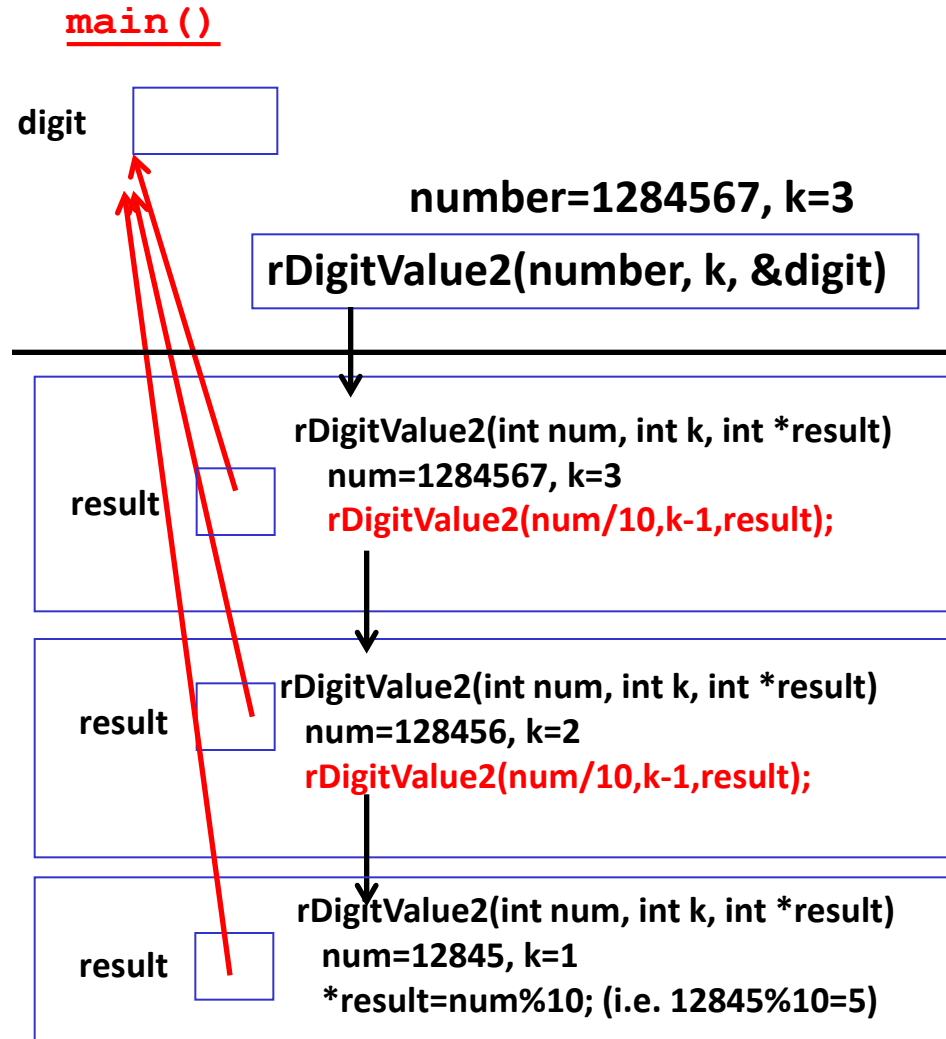 main()
digit
number=1284567, k=3
rDigitValue2(number, k, &digit)
rDigitValue2(int num, int k, int *result)
num=1284567, k=3
result
rDigitValue2(num/10,k-1,result);
rDigitValue2(int num, int k, int *result)
result
num=128456, k=2
rDigitValue2(num/10,k-1,result);
rDigitValue2(int num, int k, int *result)
num=12845, k=1
result
*result=num%10; (i.e. 12845%10=5)